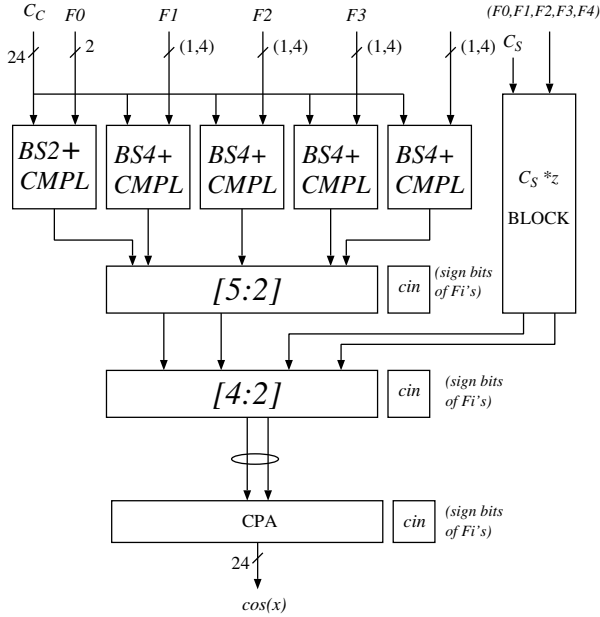 C_C F0 F1 F2 F3 (F0,F1,F2,F3,F4)
C_S
24 2 (1,4) (1,4) (1,4) (1,4)
BS2+ BS4+ BS4+ BS4+ BS4+
CMPL CMPL CMPL CMPL CMPL
C_S *z
BLOCK
[5:2] cin (sign bits
of Fi's)
[4:2] cin (sign bits
of Fi's)
CPA cin (sign bits
of Fi's)
24
cos(x)